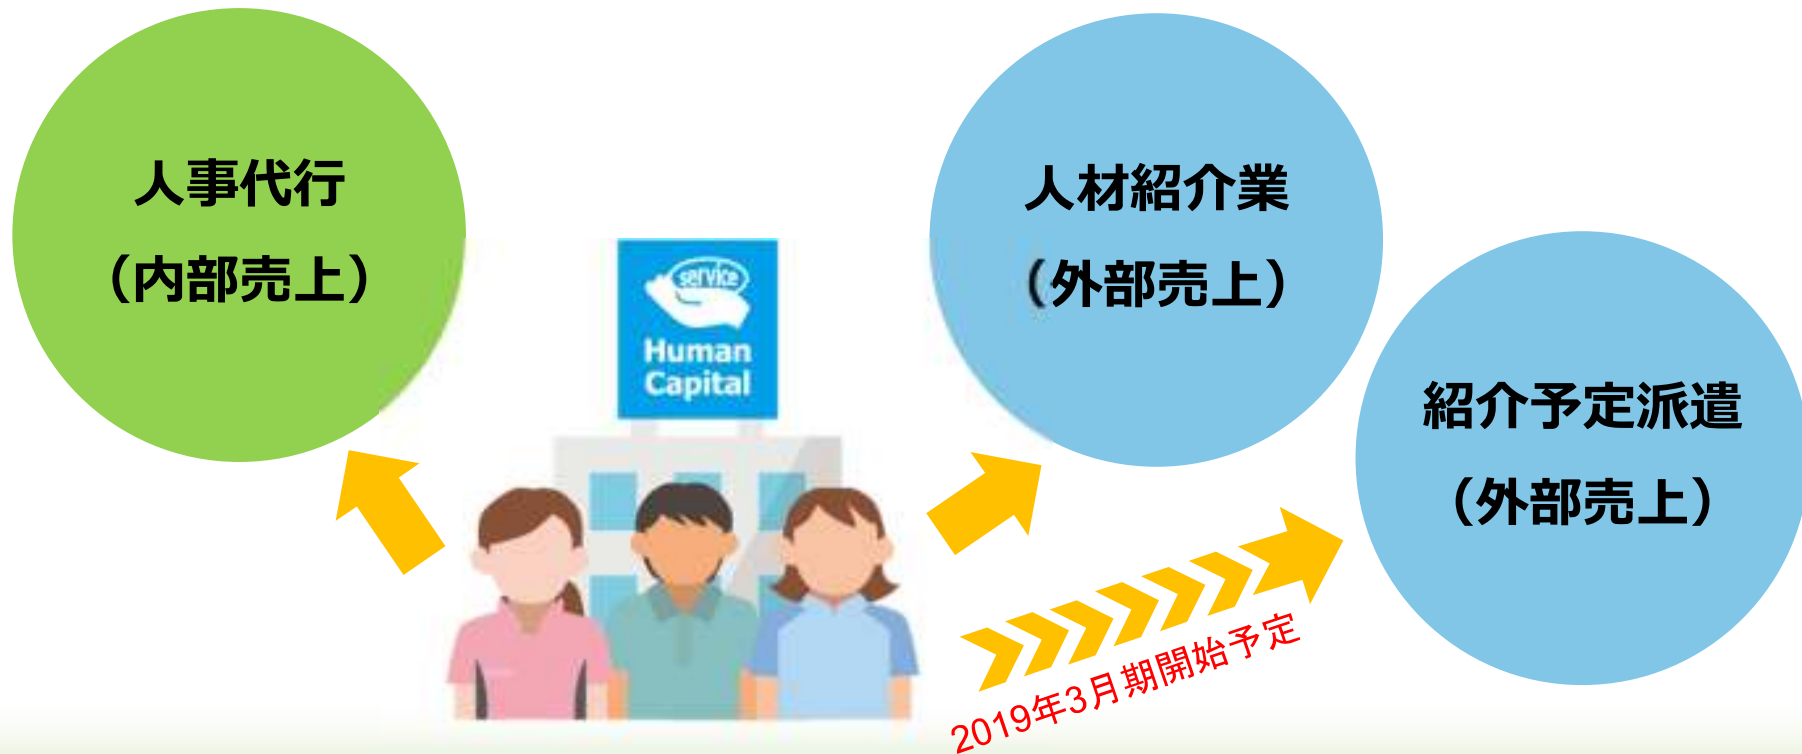 人事代行
（内部売上）
service
Human
Capital
人材紹介業
（外部売上）
紹介予定派遣
（外部売上）
2019年3月期開始予定